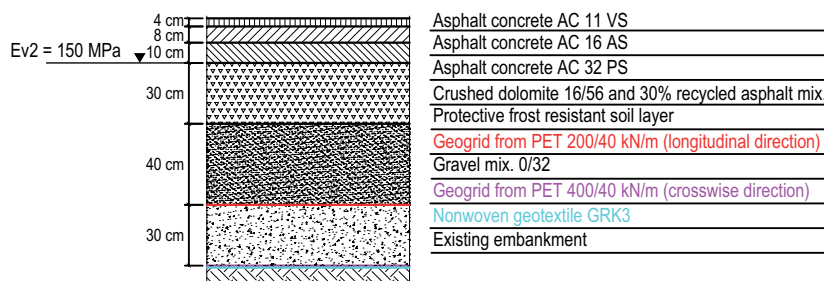 4 cm
Asphalt concrete AC 11 VS
8 cm
Asphalt concrete AC 16 AS
Ev2 = 150 MPa
10 cm
Asphalt concrete AC 32 PS
30 cm
Crushed dolomite 16/56 and 30% recycled asphalt mix.
Protective frost resistant soil layer
Geogrid from PET 200/40 kN/m (longitudinal direction)
40 cm
Gravel mix. 0/32
Geogrid from PET 400/40 kN/m (crosswise direction)
Nonwoven geotextile GRK3
30 cm
Existing embankment